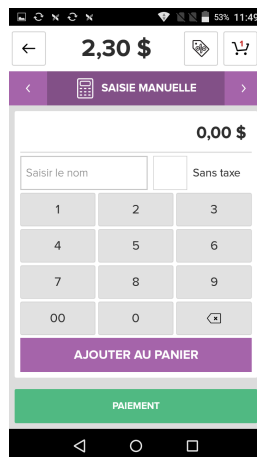 53% 11:49
2,30 $
1
SAISIE MANUELLE
0,00 $
Saisir le nom
Sans taxe
1 2 3
4 5 6
7 8 9
00 0
AJOUTER AU PANIER
PAIEMENT